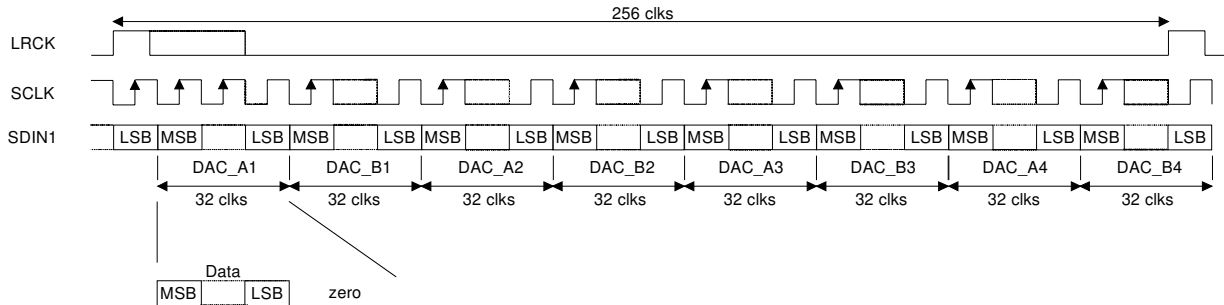 256 clks
LRCK
SCLK
SDIN1
LSB MSB LSB MSB LSB MSB LSB MSB LSB MSB LSB MSB LSB MSB LSB MSB LSB
DAC_A1 DAC_B1 DAC_A2 DAC_B2 DAC_A3 DAC_B3 DAC_A4 DAC_B4
32 clks 32 clks 32 clks 32 clks 32 clks 32 clks 32 clks 32 clks
Data
MSB LSB zero